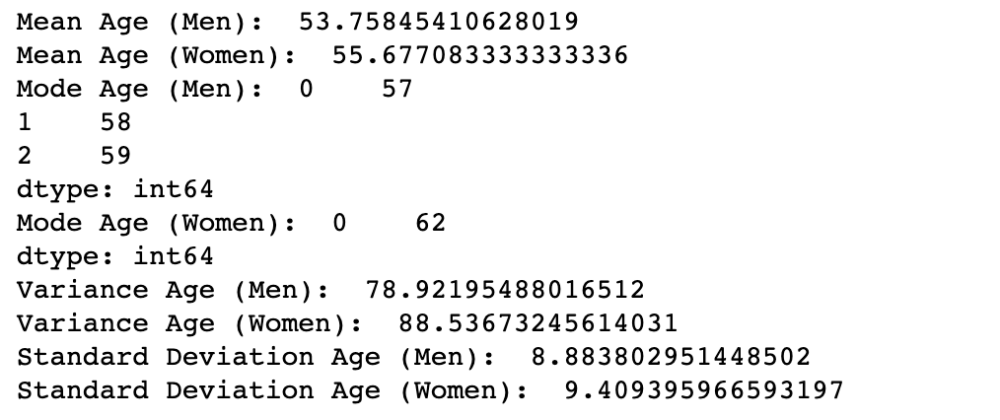 Mean Age (Men):  53.75845410628019
Mean Age (Women):  55.677083333333336
Mode Age (Men):  0    57
1    58
2    59
dtype: int64
Mode Age (Women):  0    62
dtype: int64
Variance Age (Men):  78.92195488016512
Variance Age (Women):  88.53673245614031
Standard Deviation Age (Men):  8.883802951448502
Standard Deviation Age (Women):  9.409395966593197